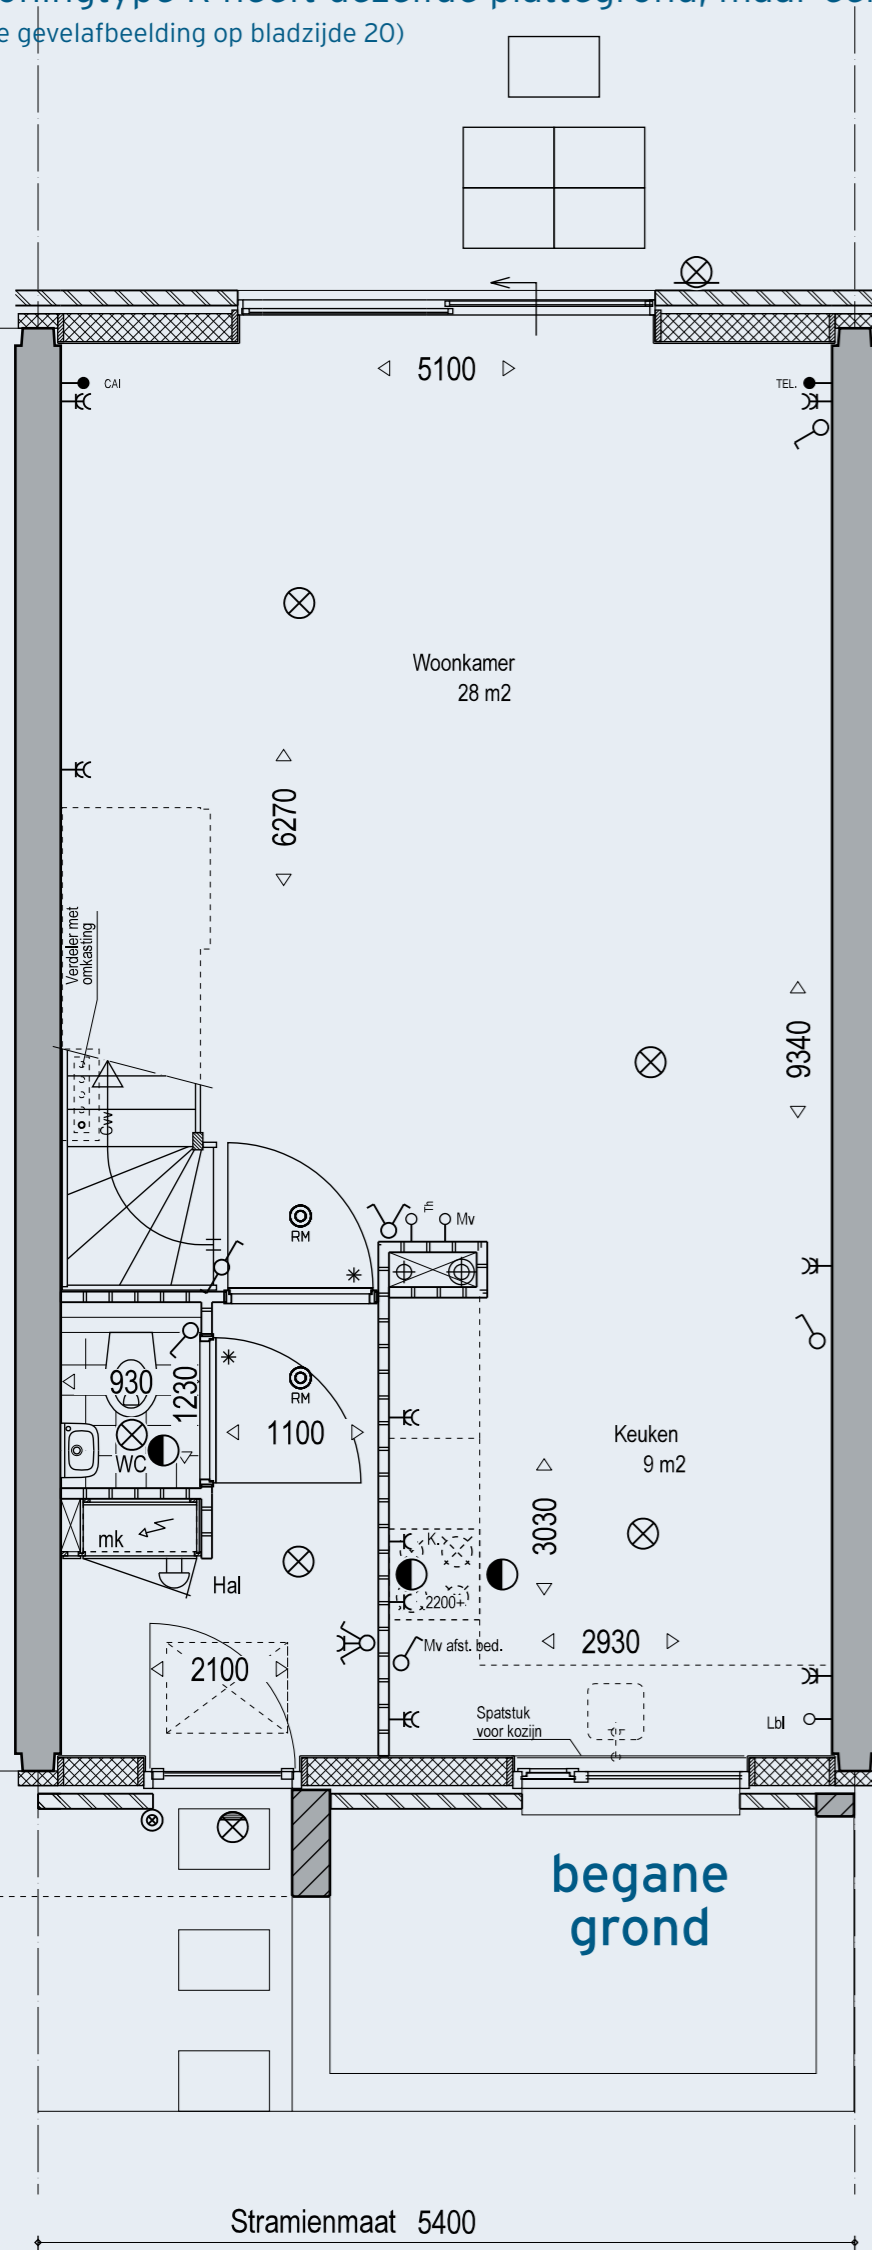 e gevelafbeelding op bladzijde 20)
5100
CAI
TEL.
Woonkamer
28 m2
6270
Verdeler met
omkasting
9340
CVV
Th
Mv
RM
930
1230
RM
1100
WC
Keuken
9 m2
3030
mk
K.
Hal
2200+
Mv afst. bed.
2930
2100
Spatstuk
voor kozijn
Lbl
begane
grond
Stramienmaat 5400